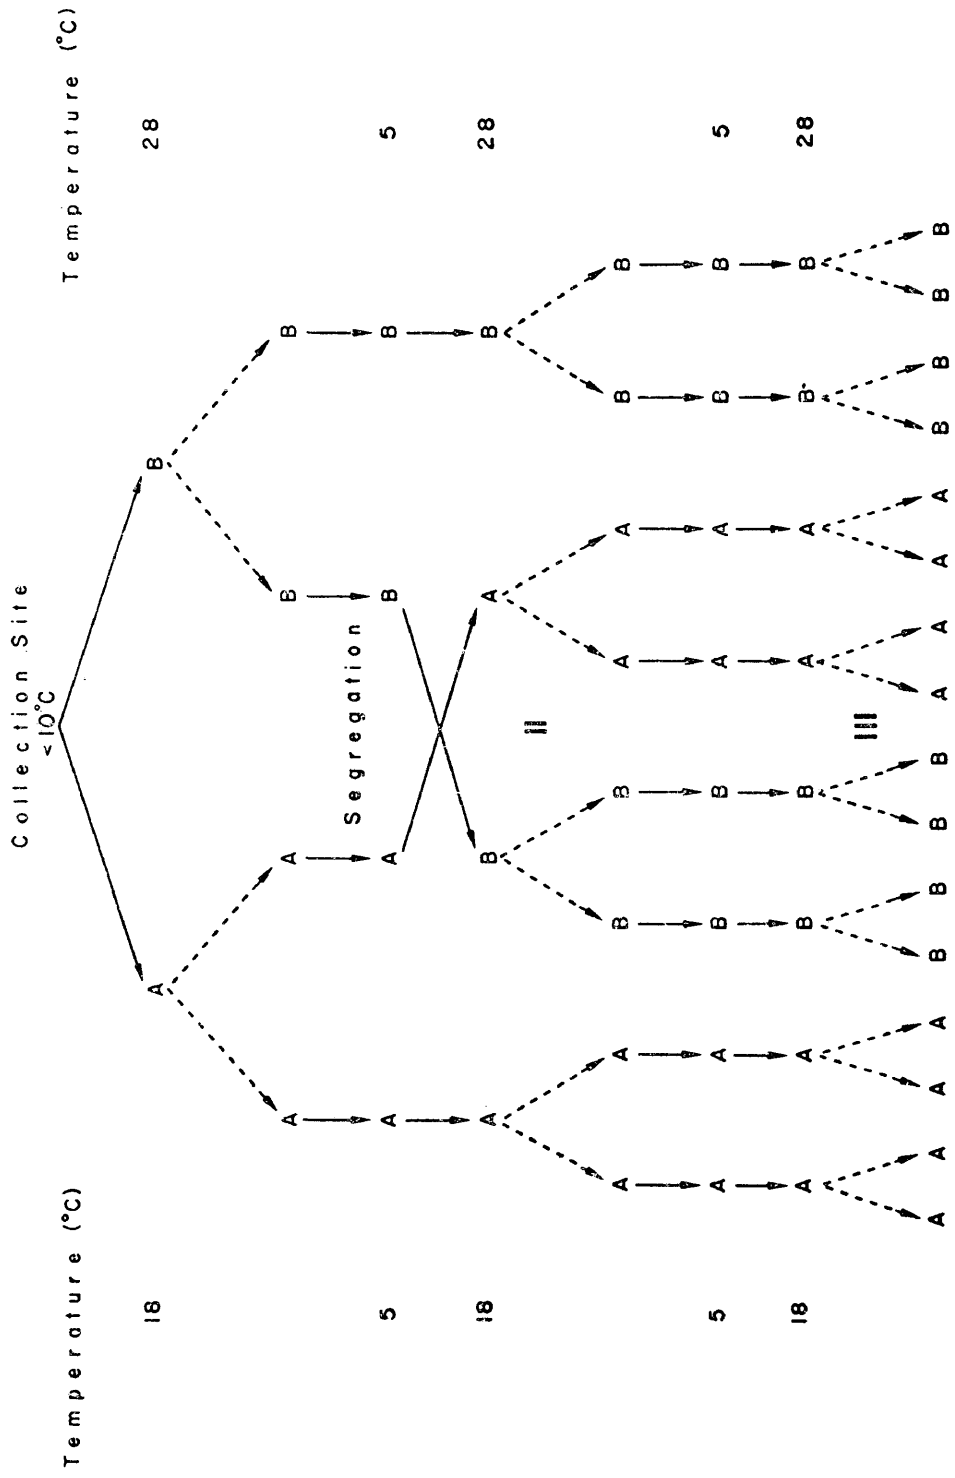 Collection Site
<10°C
Temperature (°C) Temperature (°C)
18 A B 28
A A B B
Segregation
5 A A B B 5
18 A B A B 28
II
A A B B A A B B
5 A A B B A A B B 5
18 A A B B A A B B 28
III
A A A A B B B B A A A A B B B B